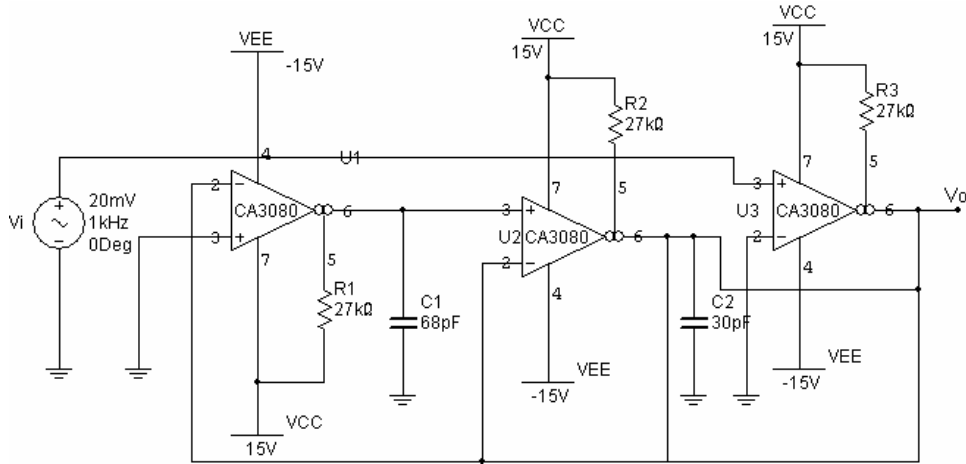 VCC
15V
VCC
15V
VEE
-15V
R2
27kΩ
R3
27kΩ
4
U1
7
5
7
5
Vi
20mV
1kHz
0Deg
2
CA3080
6
3
3
U2
CA3080
6
2
3
U3
CA3080
6
2
Vo
7
5
R1
27kΩ
C1
68pF
4
C2
30pF
4
VEE
-15V
VEE
-15V
VCC
15V